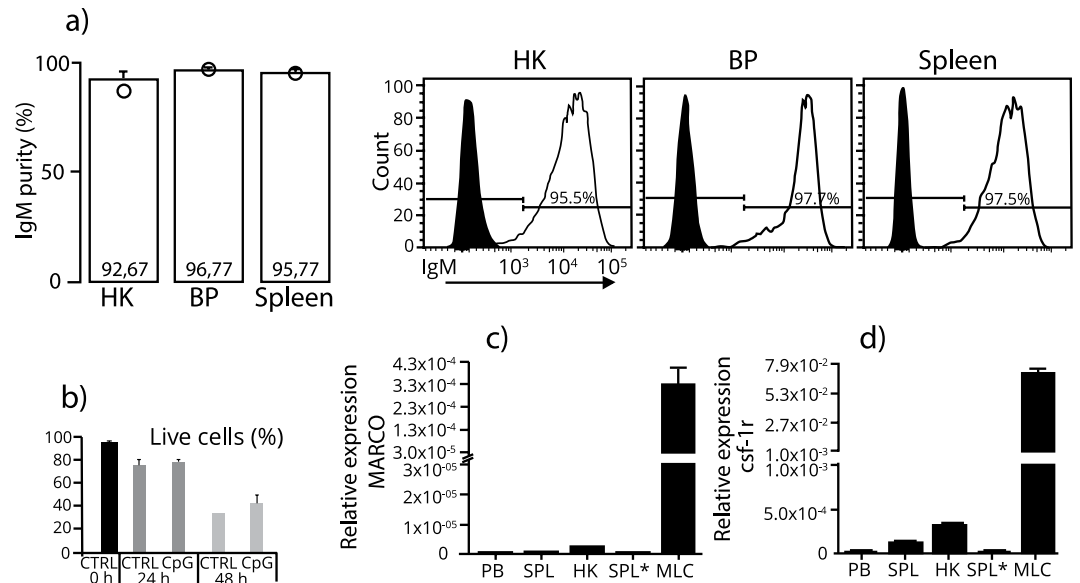 a)
IgM purity (%)
100
50
0
92,67
96,77
95,77
HK
BP
Spleen
HK
BP
Spleen
Count
100
80
60
40
20
0
95.5%
97.7%
97.5%
IgM
10³
10⁴
10⁵
b)
Live cells (%)
100
80
60
40
20
0
CTRL CTRL CpG CTRL CpG
0 h 24 h 48 h
c)
Relative expression
MARCO
4.3x10⁻⁴
3.3x10⁻⁴
2.3x10⁻⁴
1.3x10⁻⁴
3.0x10⁻⁵
3x10⁻⁰⁵
2x10⁻⁰⁵
1x10⁻⁰⁵
0
PB SPL HK SPL* MLC
d)
Relative expression
csf-1r
7.9x10⁻²
5.3x10⁻²
2.7x10⁻²
1.0x10⁻³
1.0x10⁻³
5.0x10⁻⁴
0
PB SPL HK SPL* MLC